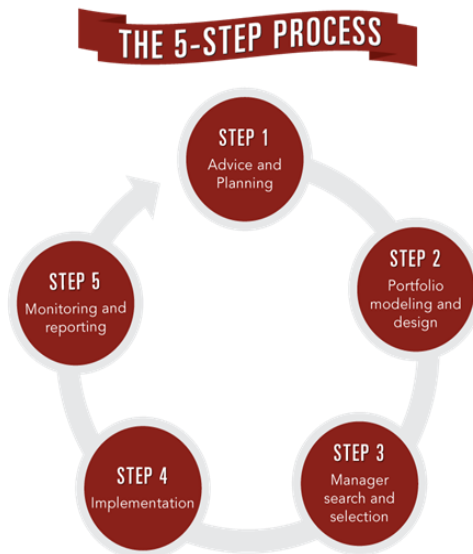 THE 5-STEP PROCESS
STEP 1
Advice and
Planning
STEP 2
Portfolio
modeling and
design
STEP 3
Manager
search and
selection
STEP 4
Implementation
STEP 5
Monitoring and
reporting